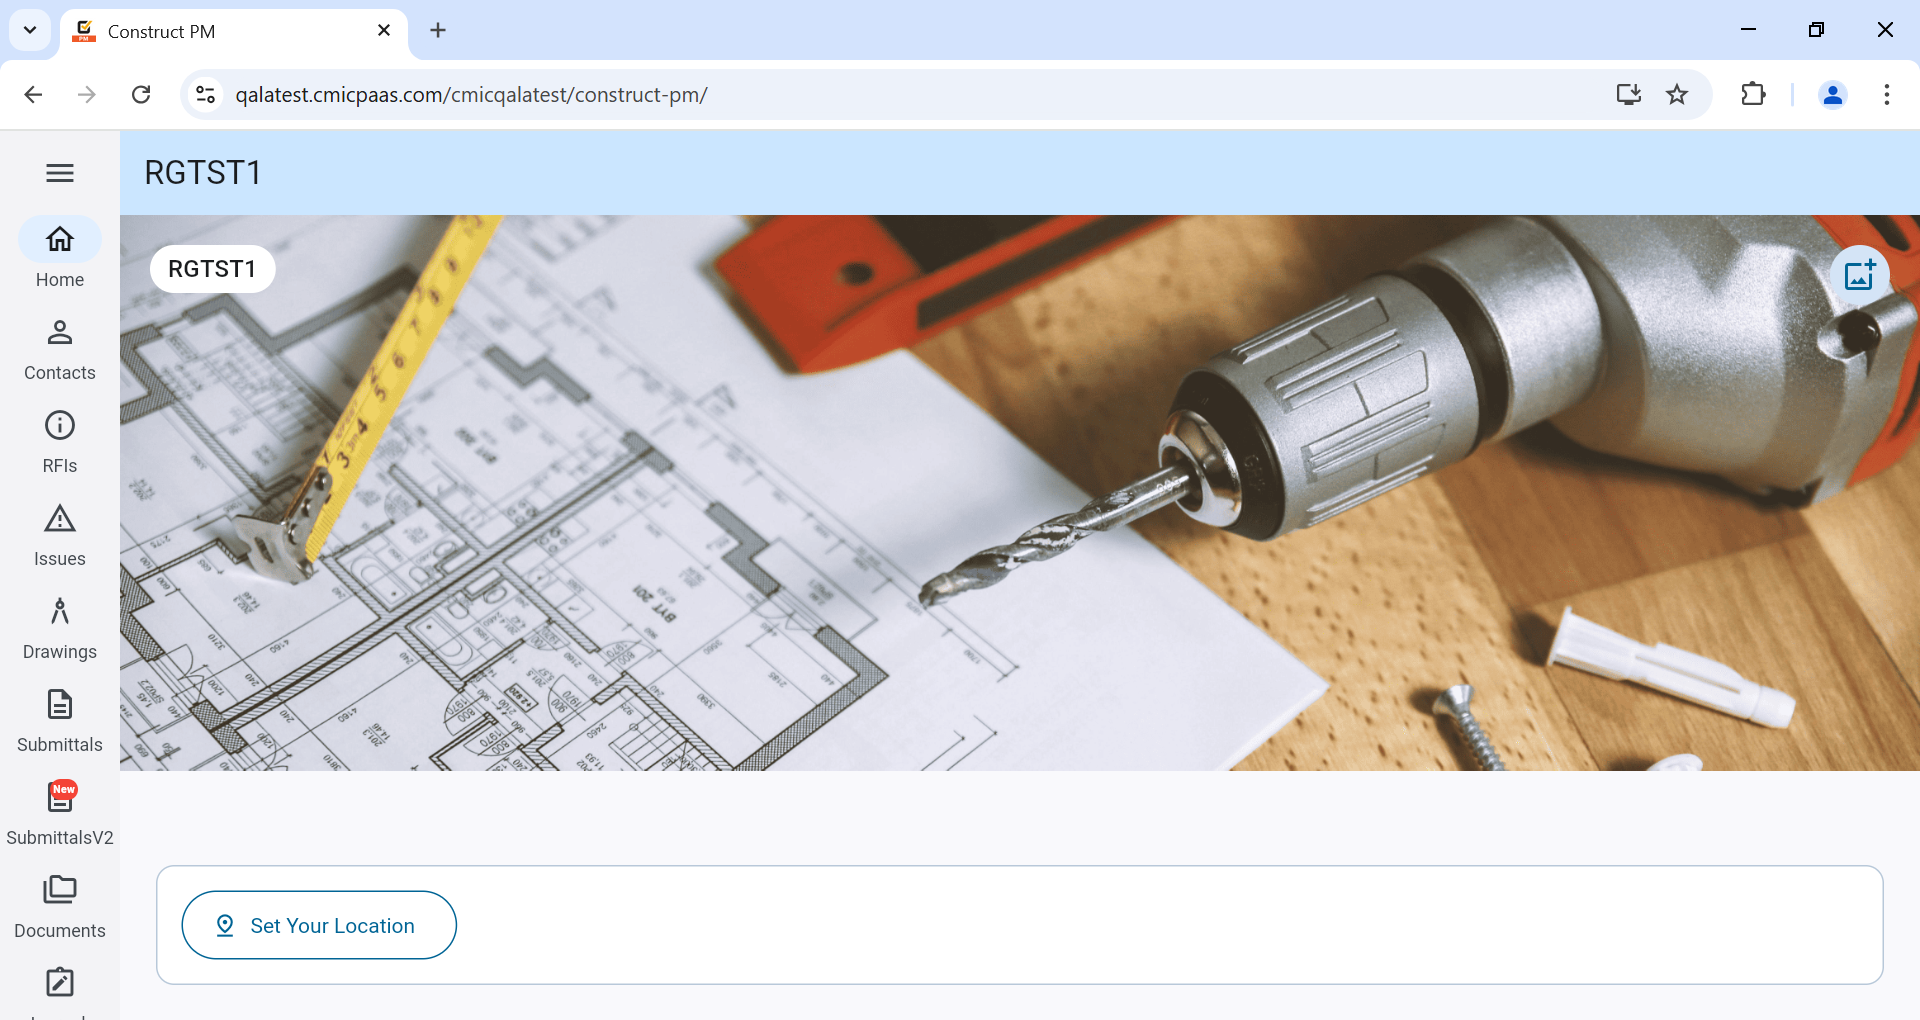 Construct PM
qalatest.cmicpaas.com/cmicqalatest/construct-pm/
RGTST1
RGTST1
Home
Contacts
RFIs
Issues
Drawings
Submittals
New
SubmittalsV2
Documents
Set Your Location